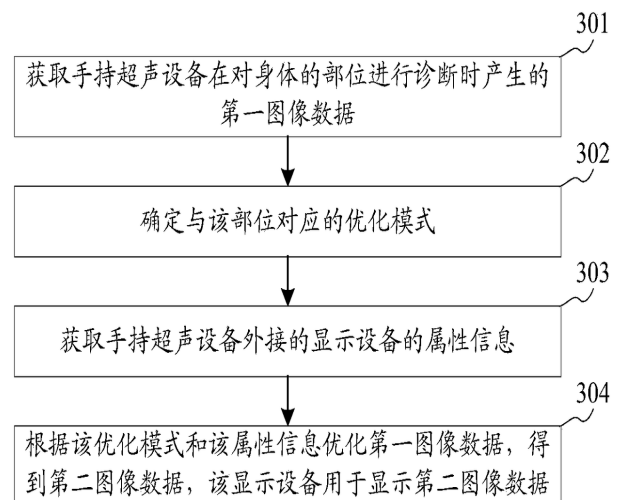 301
获取手持超声设备在对身体的部位进行诊断时产生的
第一图像数据
302
确定与该部位对应的优化模式
303
获取手持超声设备外接的显示设备的属性信息
304
根据该优化模式和该属性信息优化第一图像数据，得
到第二图像数据，该显示设备用于显示第二图像数据